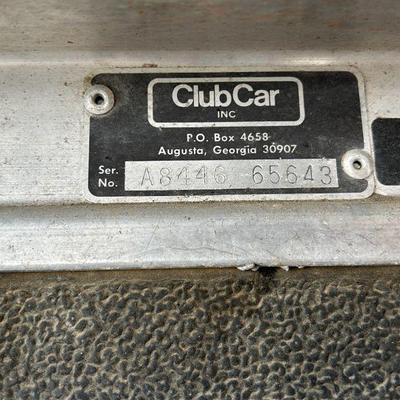 ClubCar
INC
P.O. Box 4658
Augusta, Georgia 30907
Ser.
No. A8446 65643